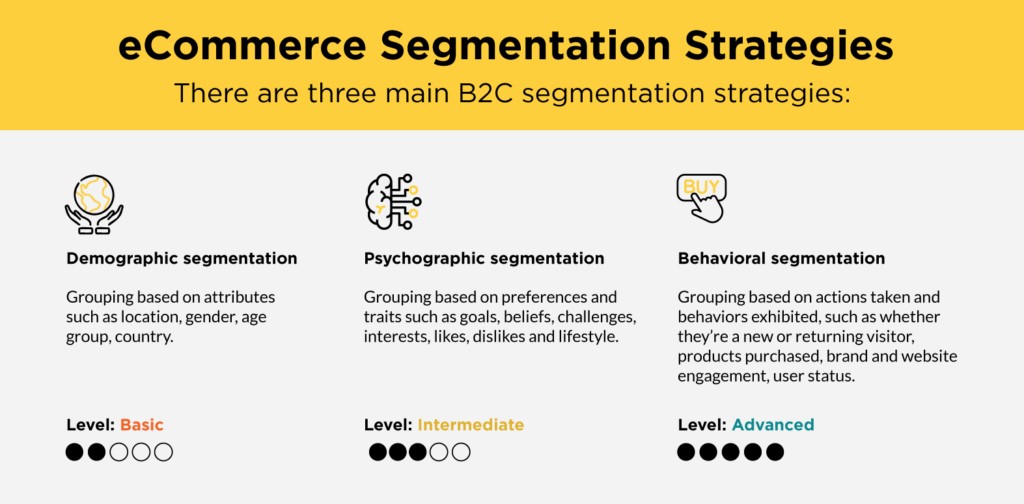 eCommerce Segmentation Strategies
There are three main B2C segmentation strategies:
Demographic segmentation
Grouping based on attributes
such as location, gender, age
group, country.
Level: Basic
Psychographic segmentation
Grouping based on preferences and
traits such as goals, beliefs, challenges,
interests, likes, dislikes and lifestyle.
Level: Intermediate
BUY
Behavioral segmentation
Grouping based on actions taken and
behaviors exhibited, such as whether
they’re a new or returning visitor,
products purchased, brand and website
engagement, user status.
Level: Advanced